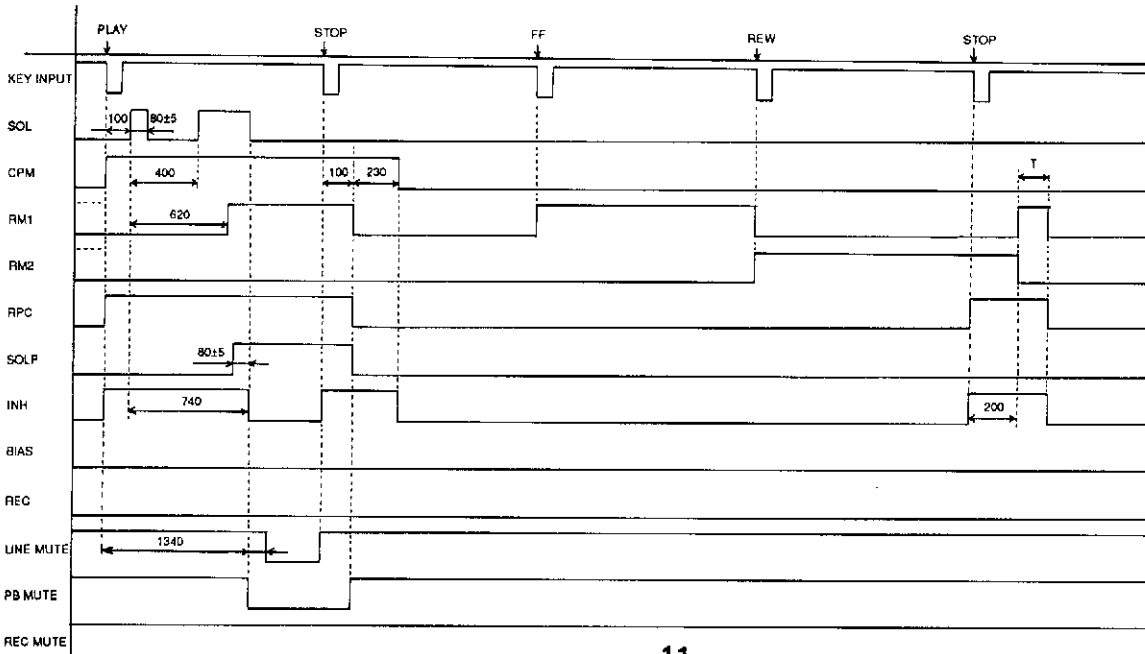 PLAY STOP FF REW STOP
KEY INPUT
SOL 100 80±5
CPM 400 100 230 T
RM1 620
RM2
RPC
SOLP 80±5
INH 740 200
BIAS
REC
LINE MUTE 1340
PB MUTE
REC MUTE